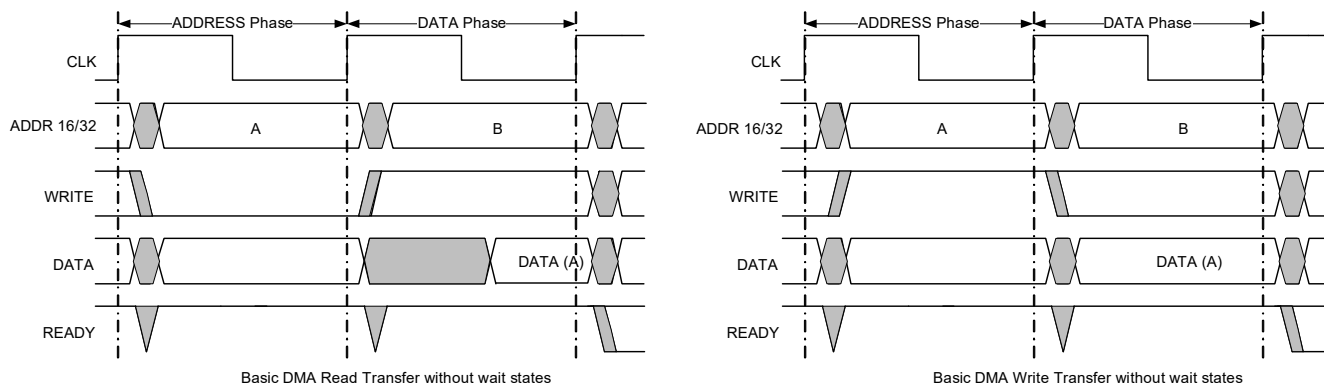 ADDRESS Phase DATA Phase
CLK
ADDR 16/32 A B
WRITE
DATA DATA (A)
READY
Basic DMA Read Transfer without wait states
ADDRESS Phase DATA Phase
CLK
ADDR 16/32 A B
WRITE
DATA DATA (A)
READY
Basic DMA Write Transfer without wait states